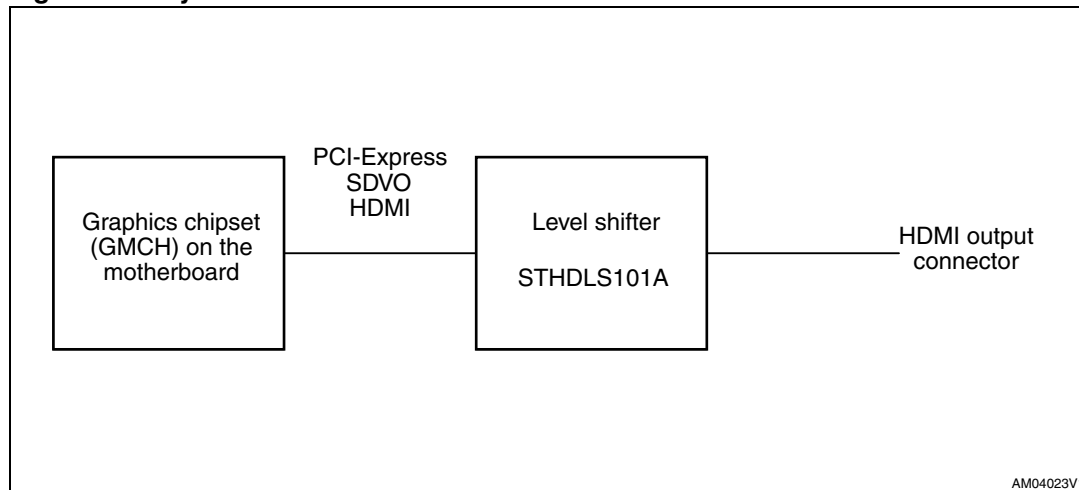 PCI-Express
SDVO
HDMI
Graphics chipset
(GMCH) on the
motherboard
Level shifter
STHDLS101A
HDMI output
connector
AM04023V